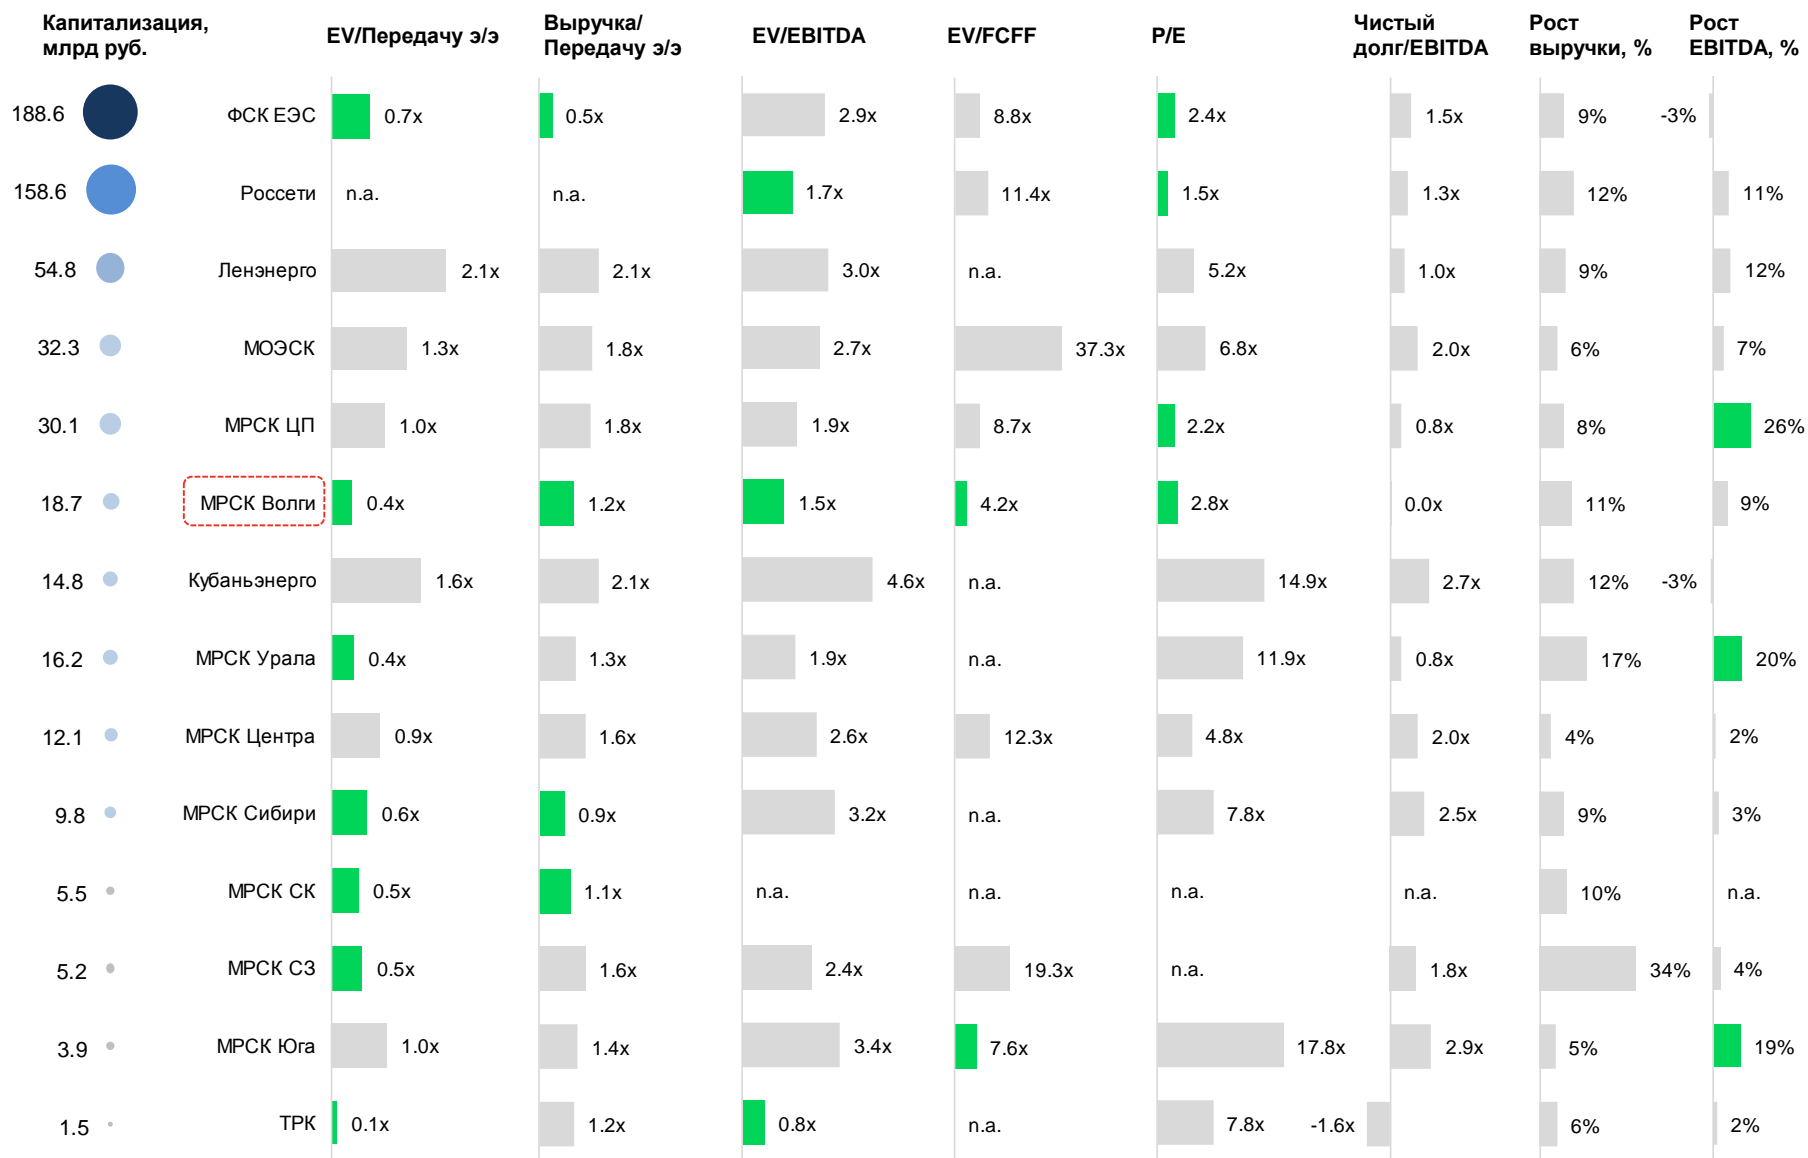 Капитализация, млрд руб. EV/Передачу э/э Выручка/Передачу э/э EV/EBITDA EV/FCFF P/E Чистый долг/EBITDA Рост выручки, % Рост EBITDA, %
188.6 ФСК ЕЭС 0.7x 0.5x 2.9x 8.8x 2.4x 1.5x 9% -3%
158.6 Россети n.a. n.a. 1.7x 11.4x 1.5x 1.3x 12% 11%
54.8 Ленэнерго 2.1x 2.1x 3.0x n.a. 5.2x 1.0x 9% 12%
32.3 МОЭСК 1.3x 1.8x 2.7x 37.3x 6.8x 2.0x 6% 7%
30.1 МРСК ЦП 1.0x 1.8x 1.9x 8.7x 2.2x 0.8x 8% 26%
18.7 МРСК Волги 0.4x 1.2x 1.5x 4.2x 2.8x 0.0x 11% 9%
14.8 Кубаньэнерго 1.6x 2.1x 4.6x n.a. 14.9x 2.7x 12% -3%
16.2 МРСК Урала 0.4x 1.3x 1.9x n.a. 11.9x 0.8x 17% 20%
12.1 МРСК Центра 0.9x 1.6x 2.6x 12.3x 4.8x 2.0x 4% 2%
9.8 МРСК Сибири 0.6x 0.9x 3.2x n.a. 7.8x 2.5x 9% 3%
5.5 МРСК СК 0.5x 1.1x n.a. n.a. n.a. n.a. 10% n.a.
5.2 МРСК СЗ 0.5x 1.6x 2.4x 19.3x n.a. 1.8x 34% 4%
3.9 МРСК Юга 1.0x 1.4x 3.4x 7.6x 17.8x 2.9x 5% 19%
1.5 ТРК 0.1x 1.2x 0.8x n.a. 7.8x -1.6x 6% 2%